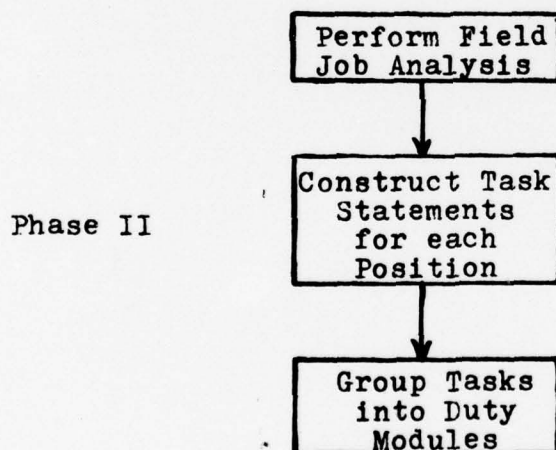 Perform Field
Job Analysis
Phase II
Construct Task
Statements
for each
Position
Group Tasks
into Duty
Modules